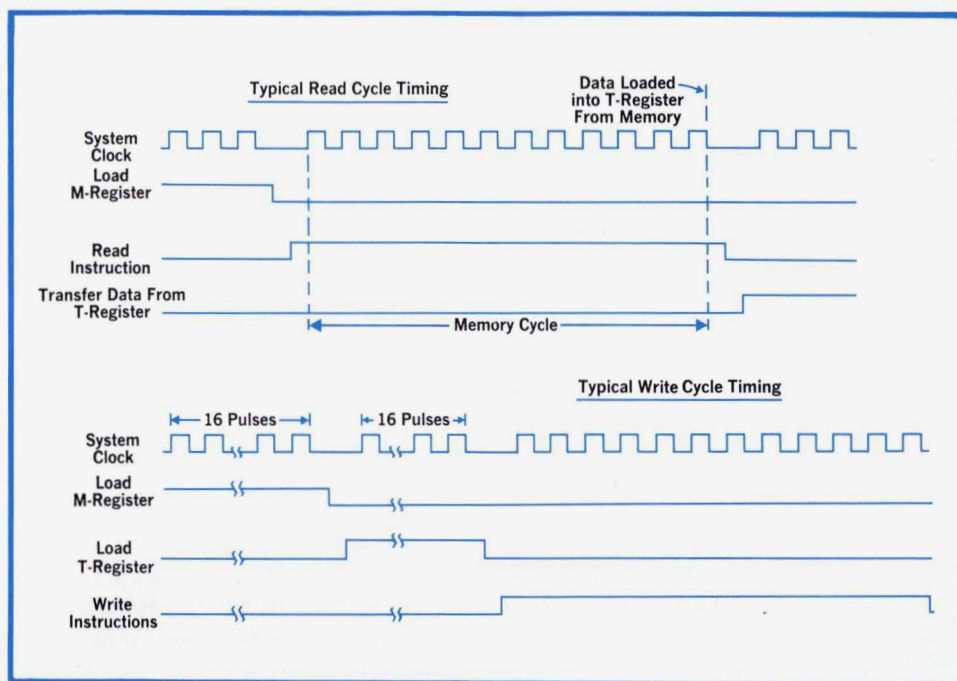 Typical Read Cycle Timing
Data Loaded
into T-Register
From Memory
System
Clock
Load
M-Register
Read
Instruction
Transfer Data From
T-Register
Memory Cycle
Typical Write Cycle Timing
16 Pulses
16 Pulses
System
Clock
Load
M-Register
Load
T-Register
Write
Instructions